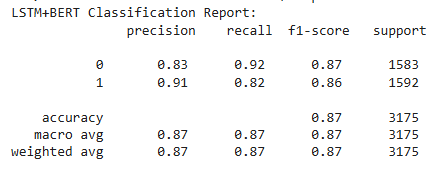 LSTM+BERT Classification Report:
precision recall f1-score support
0 0.83 0.92 0.87 1583
1 0.91 0.82 0.86 1592
accuracy 0.87 3175
macro avg 0.87 0.87 0.87 3175
weighted avg 0.87 0.87 0.87 3175